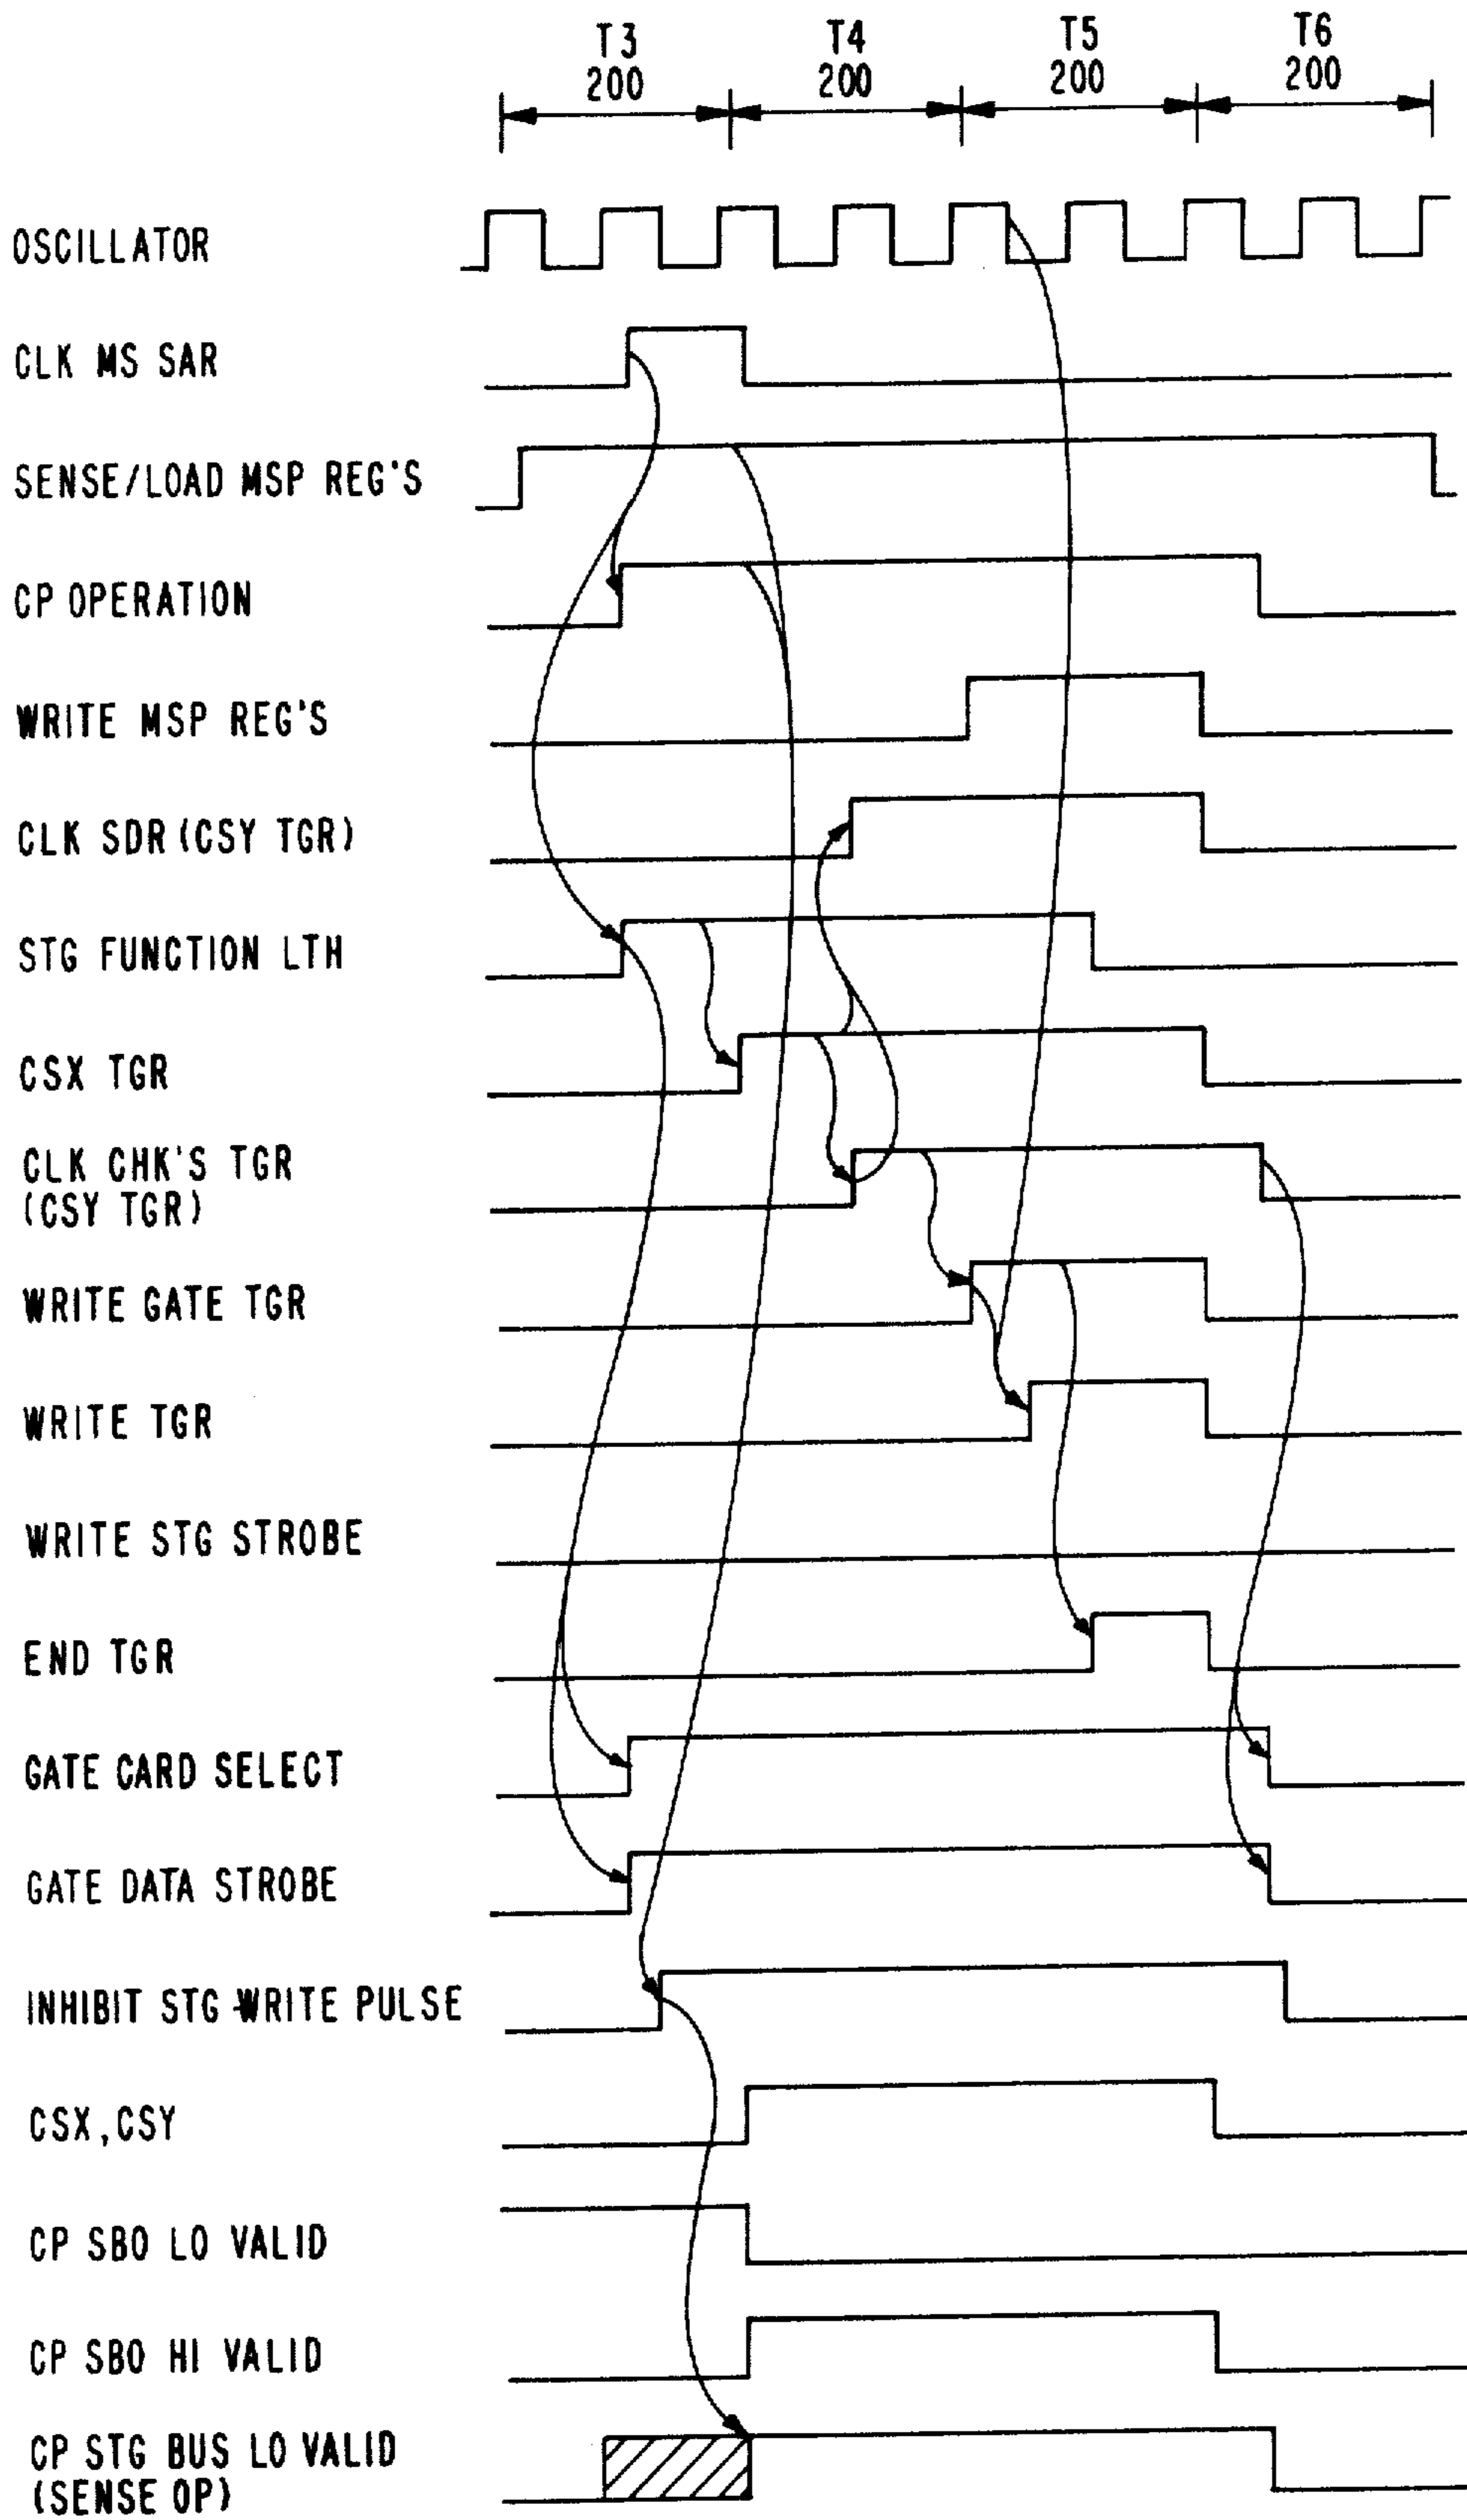 T3 T4 T5 T6
200 200 200 200
OSCILLATOR
CLK MS SAR
SENSE/LOAD MSP REG'S
CP OPERATION
WRITE MSP REG'S
CLK SDR (CSY TGR)
STG FUNCTION LTH
CSX TGR
CLK CHK'S TGR
(CSY TGR)
WRITE GATE TGR
WRITE TGR
WRITE STG STROBE
END TGR
GATE CARD SELECT
GATE DATA STROBE
INHIBIT STG WRITE PULSE
CSX,CSY
CP SBO LO VALID
CP SBO HI VALID
CP STG BUS LO VALID
(SENSE OP)